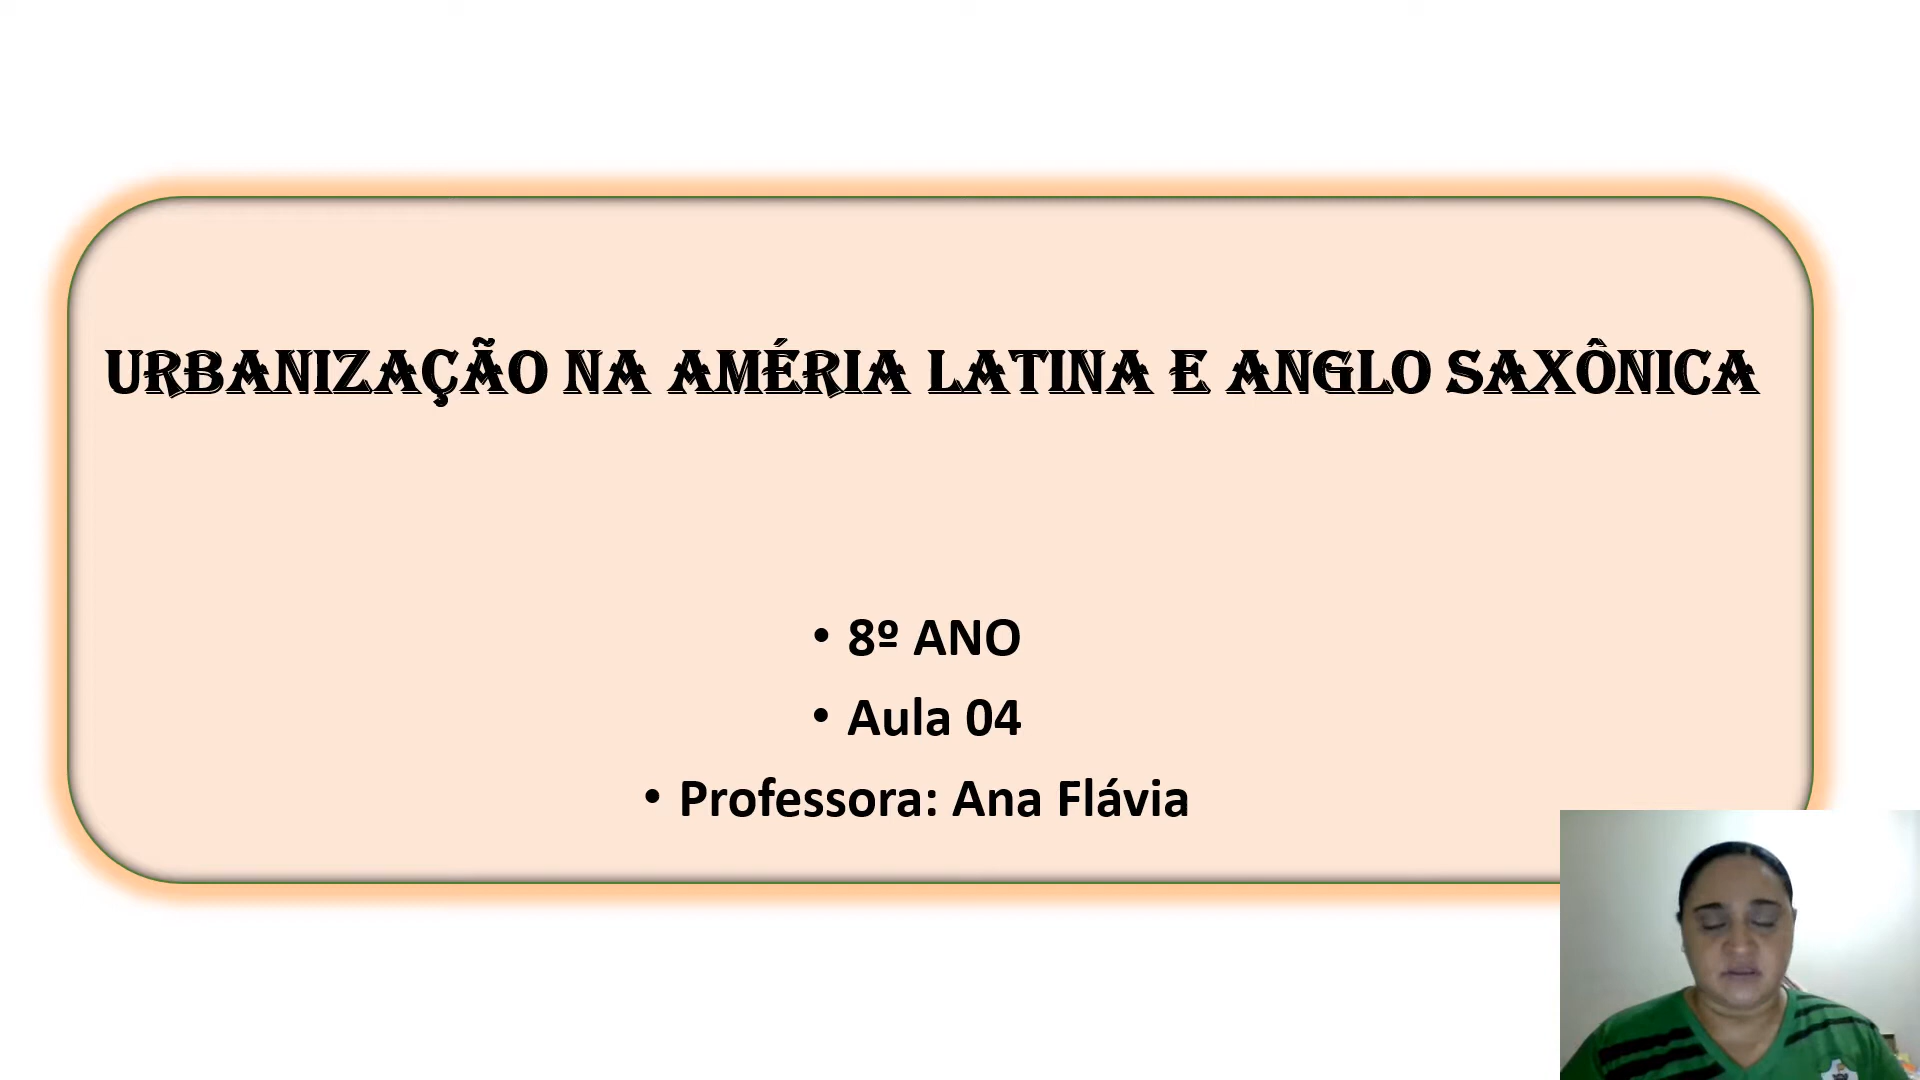 URBANIZAÇÃO NA AMÉRIA LATINA E ANGLO SAXÔNICA
• 8º ANO
• Aula 04
• Professora: Ana Flávia